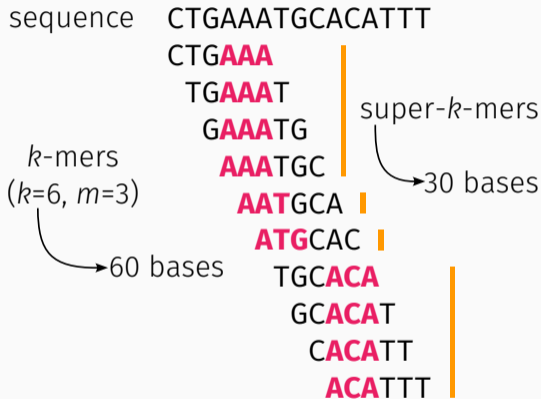 sequence CTGAAATGCACATTT
CTGAAA
TGAAAT
GAAATG
AAATGC
AATGCA
ATGCAC
TGCACA
GCACAT
CACATT
ACATTT
super-k-mers
30 bases
k-mers
(k=6, m=3)
60 bases